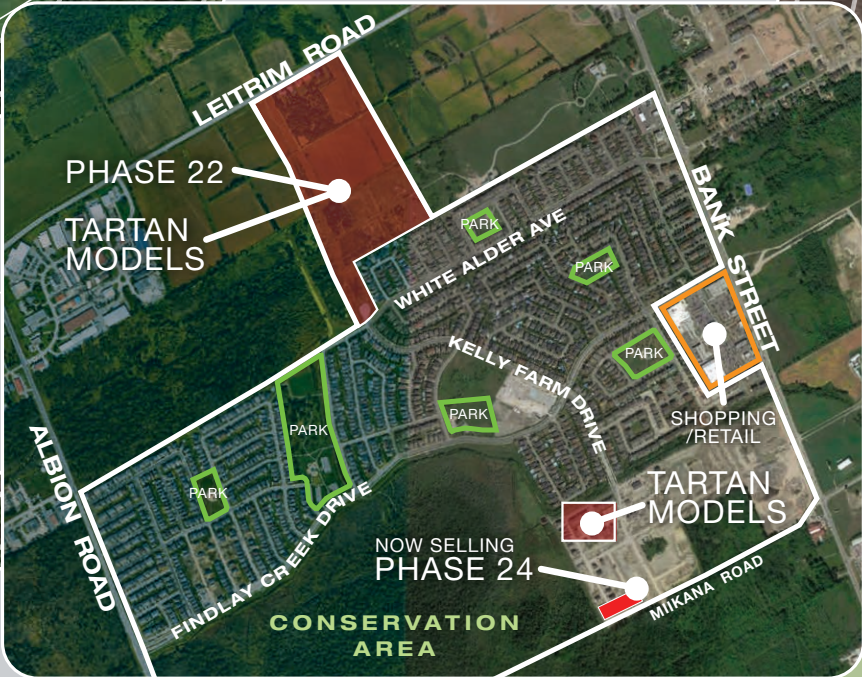 LEITRIM ROAD
PHASE 22
TARTAN
MODELS
BANK STREET
PARK
WHITE ALDER AVE
PARK
KELLY FARM DRIVE
PARK
PARK
SHOPPING
/RETAIL
PARK
ALBION ROAD
PARK
TARTAN
MODELS
FINDLAY CREEK DRIVE
NOW SELLING
PHASE 24
MIIKANA ROAD
CONSERVATION
AREA